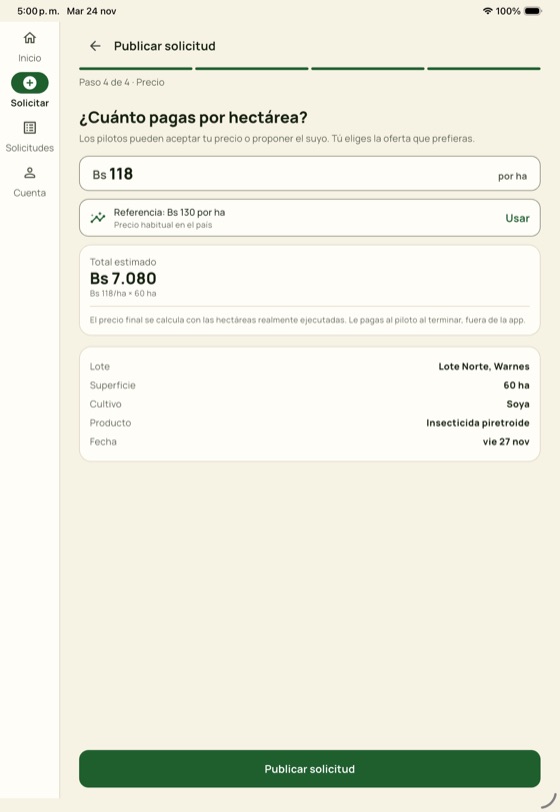 5:00 p. m. Mar 24 nov
100%
Inicio
Solicitar
Solicitudes
Cuenta
Publicar solicitud
Paso 4 de 4 · Precio
¿Cuánto pagas por hectárea?
Los pilotos pueden aceptar tu precio o proponer el suyo. Tú eliges la oferta que prefieras.
Bs 118 por ha
Referencia: Bs 130 por ha
Precio habitual en el país
Usar
Total estimado
Bs 7.080
Bs 118/ha × 60 ha
El precio final se calcula con las hectáreas realmente ejecutadas. Le pagas al piloto al terminar, fuera de la app.
Lote Lote Norte, Warnes
Superficie 60 ha
Cultivo Soya
Producto Insecticida piretroide
Fecha vie 27 nov
Publicar solicitud